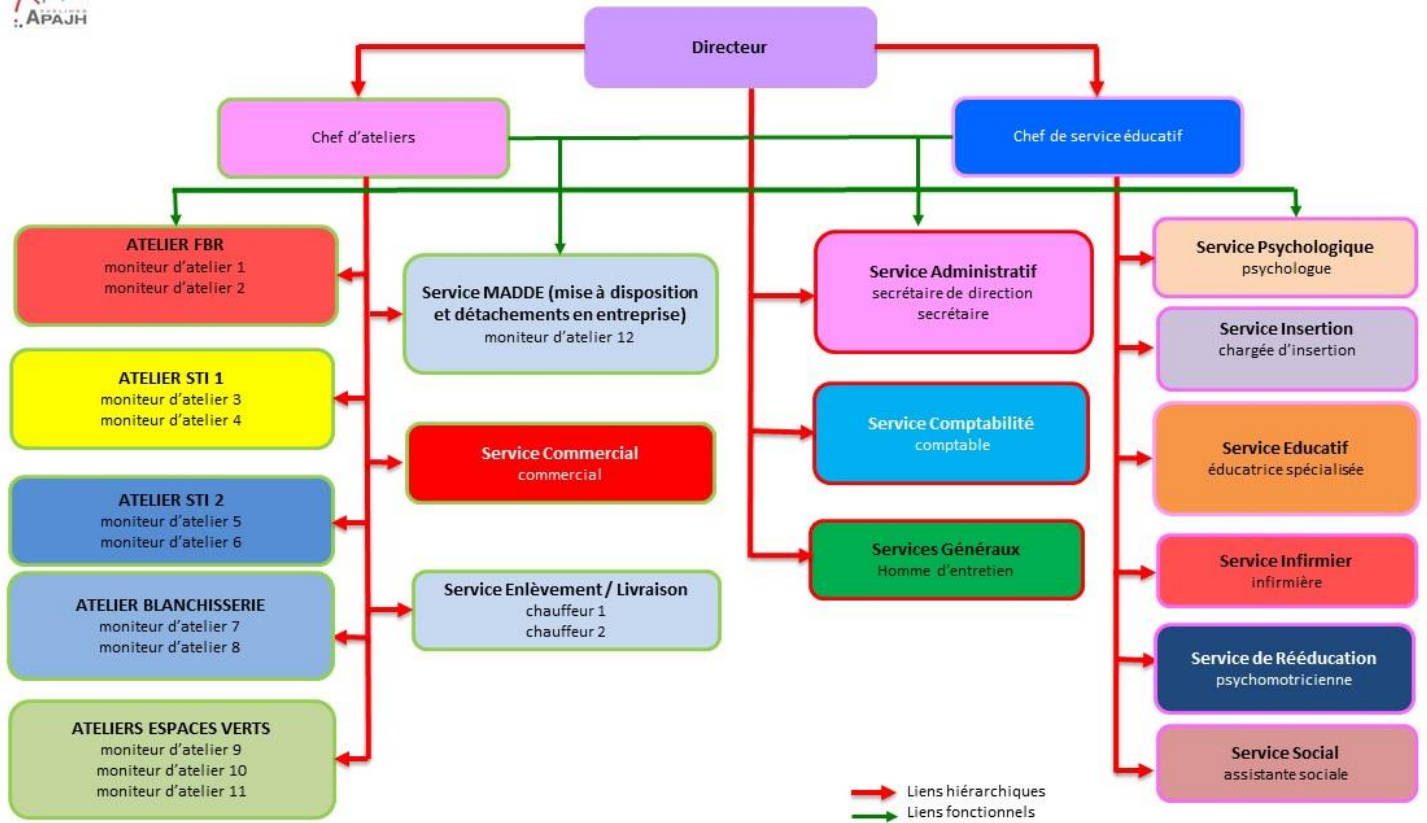 APAJH
Directeur
Chef d'ateliers
Chef de service éducatif
ATELIER FBR
moniteur d'atelier 1
moniteur d'atelier 2
ATELIER STI 1
moniteur d'atelier 3
moniteur d'atelier 4
ATELIER STI 2
moniteur d'atelier 5
moniteur d'atelier 6
ATELIER BLANCHISSERIE
moniteur d'atelier 7
moniteur d'atelier 8
ATELIERS ESPACES VERTS
moniteur d'atelier 9
moniteur d'atelier 10
moniteur d'atelier 11
Service MADDE (mise à disposition
et détachements en entreprise)
moniteur d'atelier 12
Service Commercial
commercial
Service Enlèvement / Livraison
chauffeur 1
chauffeur 2
Service Administratif
secrétaire de direction
secrétaire
Service Comptabilité
comptable
Services Généraux
Homme d'entretien
Service Psychologique
psychologue
Service Insertion
chargée d'insertion
Service Educatif
éducatrice spécialisée
Service Infirmier
infirmière
Service de Rééducation
psychomotricienne
Service Social
assistante sociale
Liens hiérarchiques
Liens fonctionnels